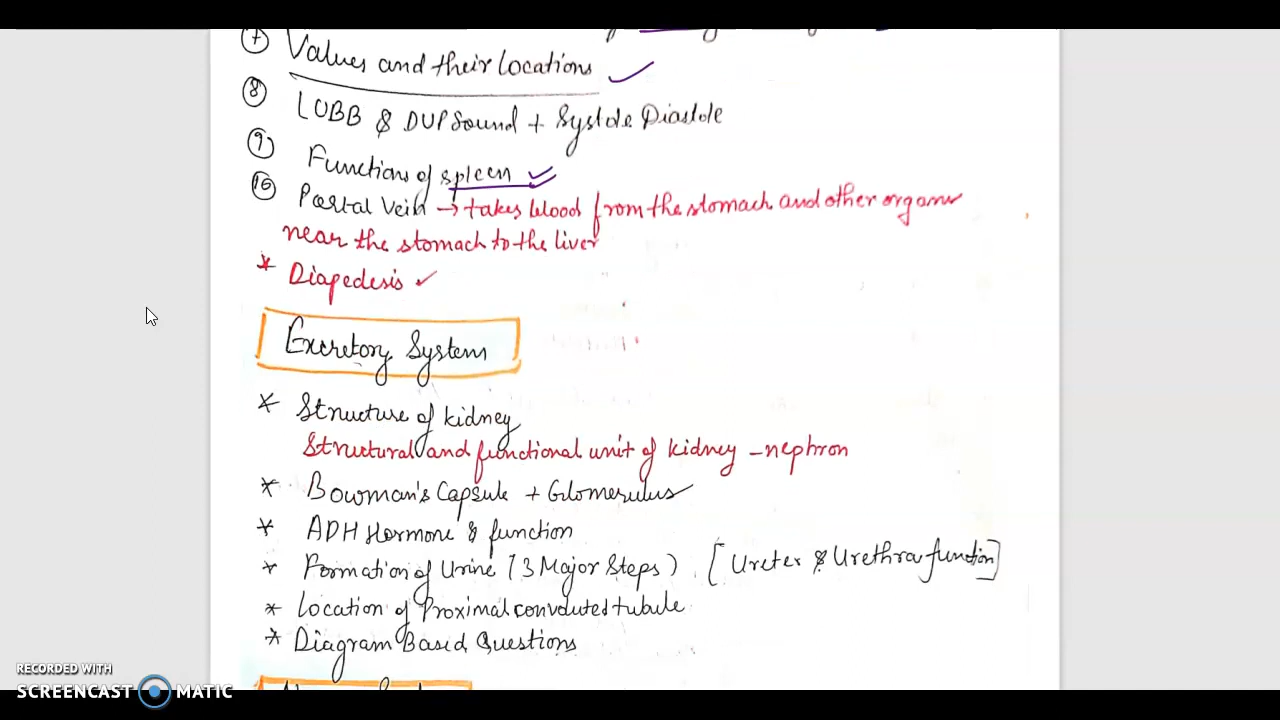 7 Values and their Locations
8 LUBB & DUP Sound + Systole Diastole
9 Functions of spleen
10 Portal Vein → takes blood from the stomach and other organs
near the stomach to the liver
* Diapedesis ✓
Excretory System
* Structure of kidney
Structural and functional unit of kidney - nephron
* Bowman's Capsule + Glomerulus
* ADH Hormone & function
* Formation of Urine (3 Major Steps) [Ureter & Urethra function]
* Location of Proximal convoluted tubule
* Diagram Based Questions
RECORDED WITH
SCREENCAST MATIC